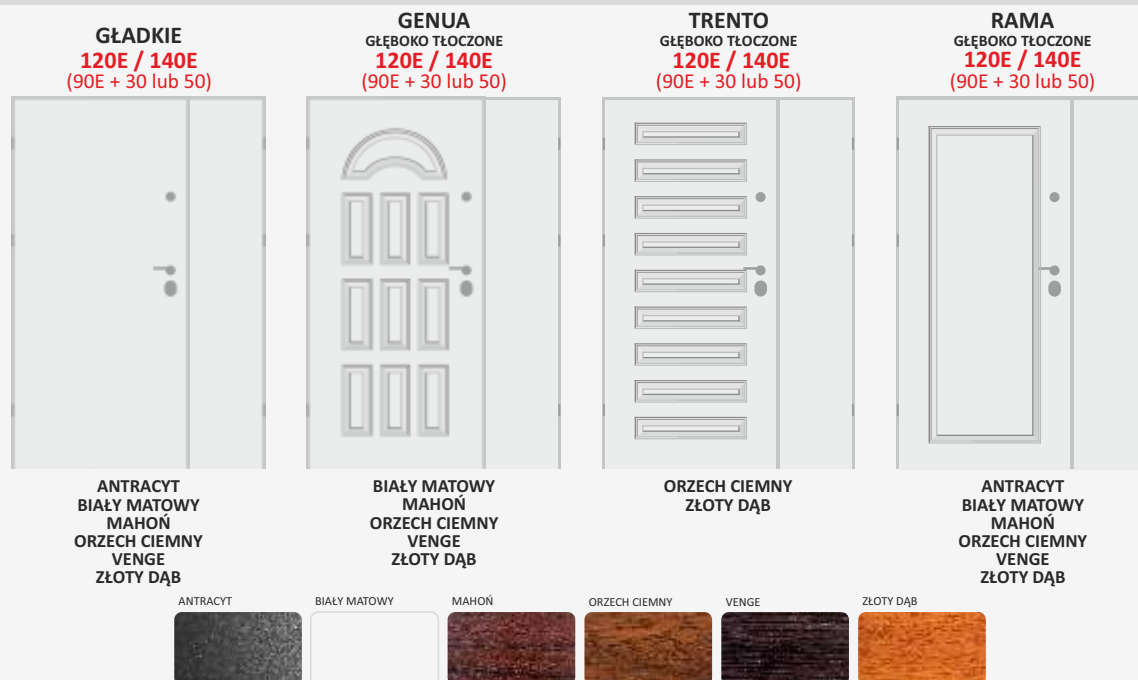 GŁADKIE
120E / 140E
(90E + 30 lub 50)
GENUA
GŁĘBOKO TŁOCZONE
120E / 140E
(90E + 30 lub 50)
TRENTO
GŁĘBOKO TŁOCZONE
120E / 140E
(90E + 30 lub 50)
RAMA
GŁĘBOKO TŁOCZONE
120E / 140E
(90E + 30 lub 50)
ANTRACYT
BIAŁY MATOWY
MAHOŃ
ORZECH CIEMNY
VENGE
ZŁOTY DĄB
BIAŁY MATOWY
MAHOŃ
ORZECH CIEMNY
VENGE
ZŁOTY DĄB
ORZECH CIEMNY
ZŁOTY DĄB
ANTRACYT
BIAŁY MATOWY
MAHOŃ
ORZECH CIEMNY
VENGE
ZŁOTY DĄB
ANTRACYT
BIAŁY MATOWY
MAHOŃ
ORZECH CIEMNY
VENGE
ZŁOTY DĄB